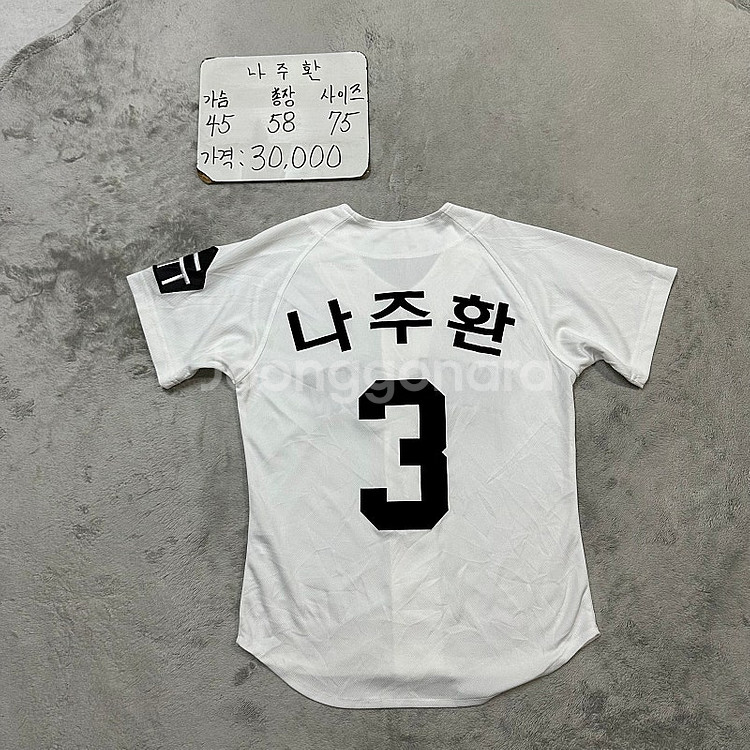 나주환
가슴 총장 사이즈
45 58 75
가격: 30,000
나주환
Joonggonara
3